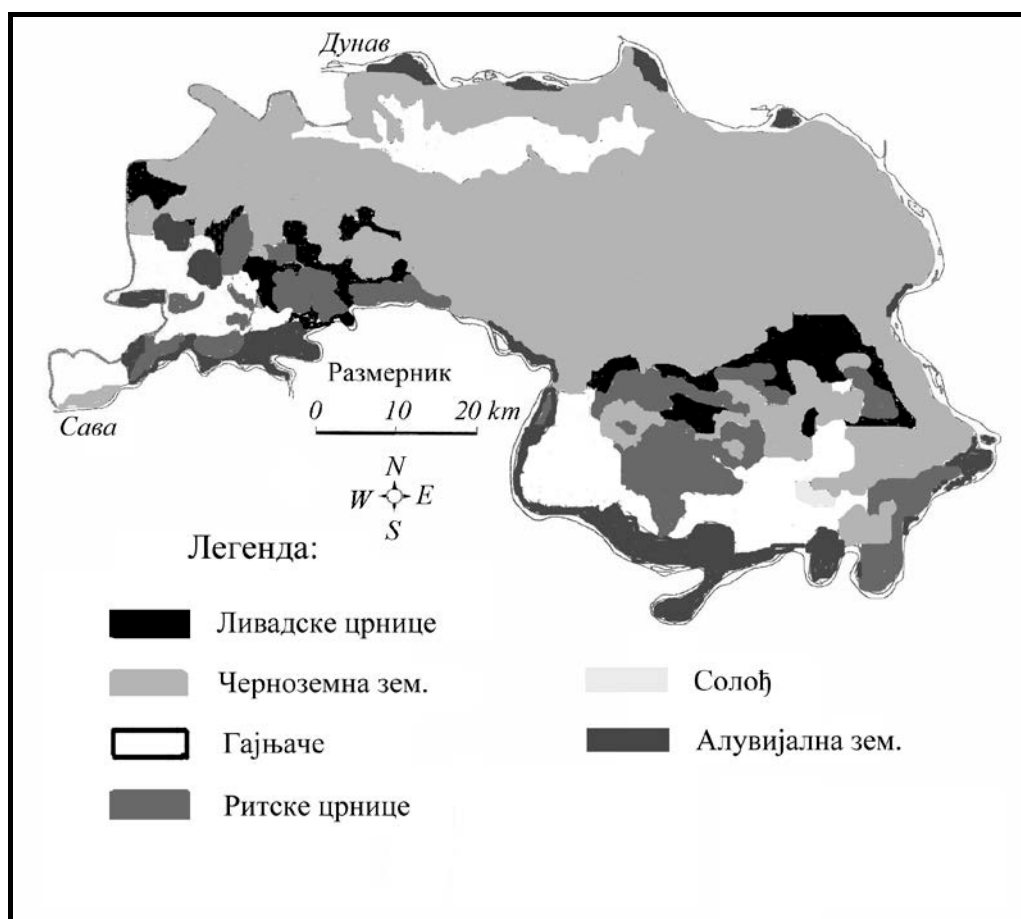 Дунав
Размерник
0 10 20 km
Сава
N
W E
S
Легенда:
Ливадске црнице
Черноземна зем.
Гајњаче
Ритске црнице
Солођ
Алувијална зем.